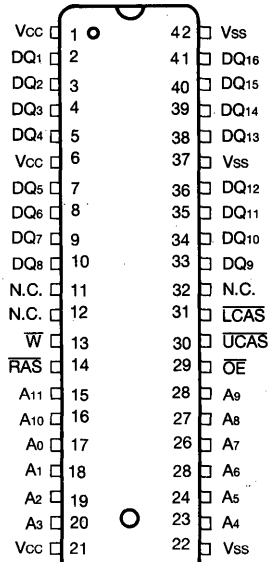 Vcc 1 42 Vss
DQ1 2 41 DQ16
DQ2 3 40 DQ15
DQ3 4 39 DQ14
DQ4 5 38 DQ13
Vcc 6 37 Vss
DQ5 7 36 DQ12
DQ6 8 35 DQ11
DQ7 9 34 DQ10
DQ8 10 33 DQ9
N.C. 11 32 N.C.
N.C. 12 31 L̅C̅A̅S̅
W̅ 13 30 U̅C̅A̅S̅
R̅A̅S̅ 14 29 O̅E̅
A11 15 28 A9
A10 16 27 A8
A0 17 26 A7
A1 18 28 A6
A2 19 24 A5
A3 20 23 A4
Vcc 21 22 Vss